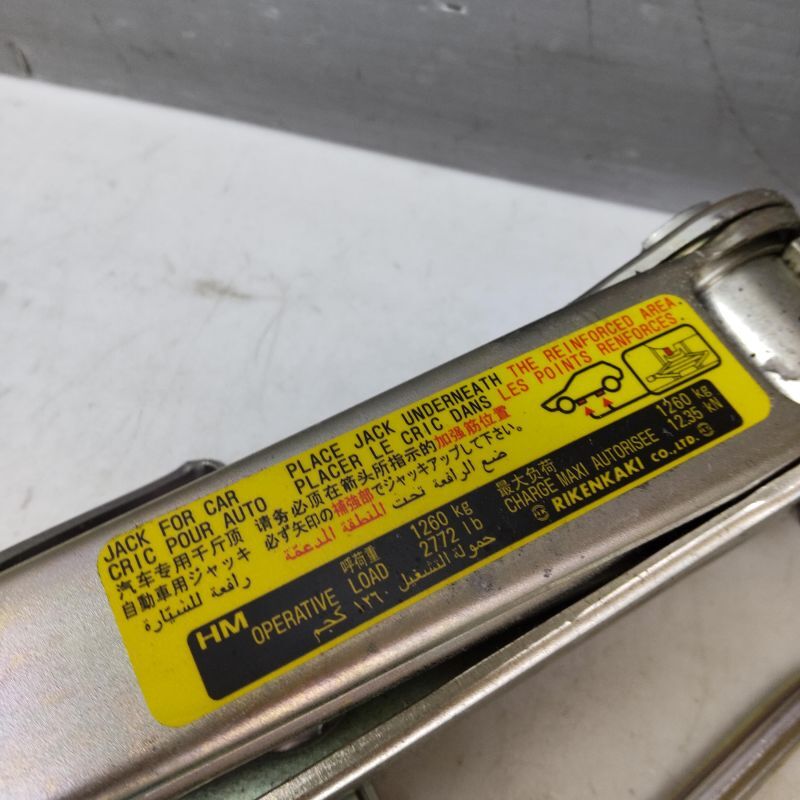 JACK FOR CAR
CRIC POUR AUTO
汽车专用千斤顶
自動車用ジャッキ
رافعة للسيّارة
PLACE JACK UNDERNEATH THE REINFORCED AREA.
PLACER LE CRIC DANS LES POINTS RENFORCES.
请务必顶在箭头所指示的加强筋位置
必ず矢印の補強部でジャッキアップして下さい。
ضع الرافعة تحت النطقة المدعمّة
HM
OPERATIVE LOAD
呼荷重
1260 kg
2772 lb
حمولة التشغيل ١٢٦٠ كجم
最大负荷
CHARGE MAXI AUTORISEE
1260 kg
12.35 kN
RIKENKAKI CO.,LTD.